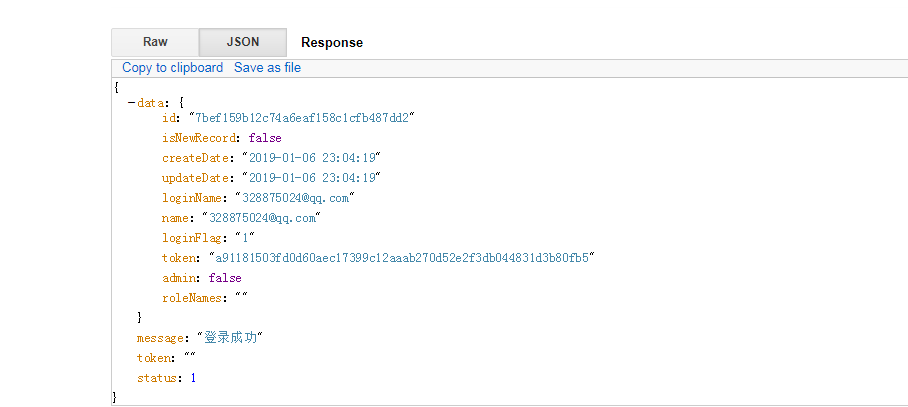 Raw JSON Response
Copy to clipboard Save as file
{
−data: {
id: "7bef159b12c74a6eaf158c1cfb487dd2"
isNewRecord: false
createDate: "2019-01-06 23:04:19"
updateDate: "2019-01-06 23:04:19"
loginName: "328875024@qq.com"
name: "328875024@qq.com"
loginFlag: "1"
token: "a91181503fd0d60aec17399c12aaab270d52e2f3db044831d3b80fb5"
admin: false
roleNames: ""
}
message: "登录成功"
token: ""
status: 1
}